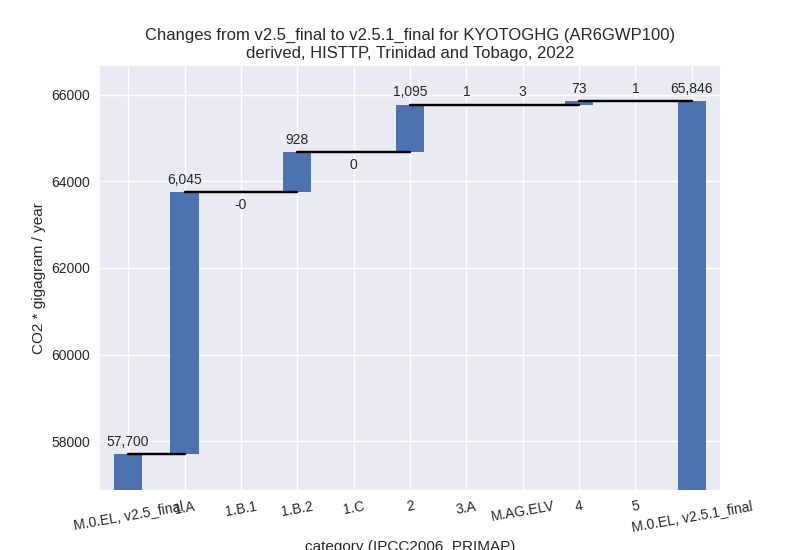 Changes from v2.5_final to v2.5.1_final for KYOTOGHG (AR6GWP100)
derived, HISTTP, Trinidad and Tobago, 2022
CO2 * gigagram / year
66000
64000
62000
60000
58000
57,700
6,045
-0
928
0
1,095
1
3
73
1
65,846
M.0.EL, v2.5_final
1.A
1.B.1
1.B.2
1.C
2
3.A
M.AG.ELV
4
5
M.0.EL, v2.5.1_final
category (IPCC2006_PRIMAP)